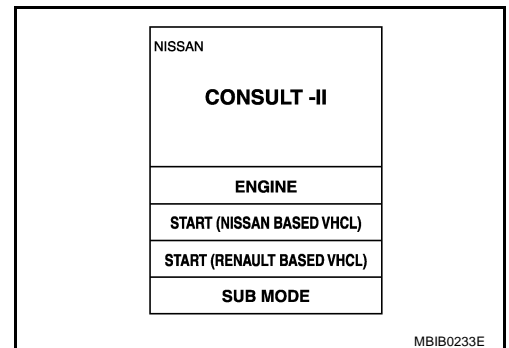 NISSAN
CONSULT -II
ENGINE
START (NISSAN BASED VHCL)
START (RENAULT BASED VHCL)
SUB MODE
MBIB0233E